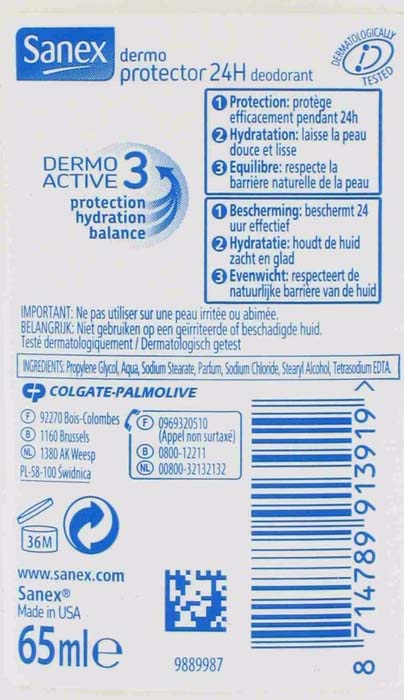 Sanex
dermo
protector 24H deodorant
DERMATOLOGICALLY
TESTED
DERMO
ACTIVE 3
protection
hydration
balance
1 Protection: protège
efficacement pendant 24h
2 Hydratation: laisse la peau
douce et lisse
3 Equilibre: respecte la
barrière naturelle de la peau
1 Bescherming: beschermt 24
uur effectief
2 Hydratatie: houdt de huid
zacht en glad
3 Evenwicht: respecteert de
natuurlijke barrière van de huid
IMPORTANT: Ne pas utiliser sur une peau irritée ou abimée.
BELANGRIJK: Niet gebruiken op een geïrriteerde of beschadigde huid.
Testé dermatologiquement / Dermatologisch getest
INGREDIENTS: Propylene Glycol, Aqua, Sodium Stearate, Parfum, Sodium Chloride, Stearyl Alcohol, Tetrasodium EDTA.
CP COLGATE-PALMOLIVE
F 92270 Bois-Colombes
B 1160 Brussels
NL 1380 AK Weesp
PL-58-100 Świdnica
F 0969320510
(Appel non surtaxé)
B 0800-12211
NL 00800-32132132
36M
www.sanex.com
Sanex®
Made in USA
65ml e
9889987
8 714789 913919 >